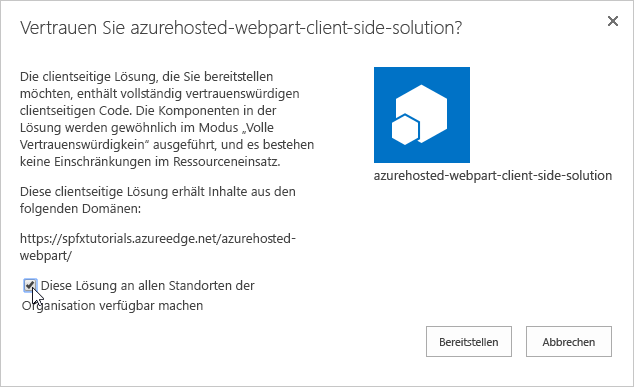 Vertrauen Sie azurehosted-webpart-client-side-solution?
Die clientseitige Lösung, die Sie bereitstellen
möchten, enthält vollständig vertrauenswürdigen
clientseitigen Code. Die Komponenten in der
Lösung werden gewöhnlich im Modus „Volle
Vertrauenswürdigkein“ ausgeführt, und es bestehen
keine Einschränkungen im Ressourceneinsatz.
Diese clientseitige Lösung erhält Inhalte aus den
folgenden Domänen:
https://spfxtutorials.azureedge.net/azurehosted-
webpart/
Diese Lösung an allen Standorten der
Organisation verfügbar machen
azurehosted-webpart-client-side-solution
Bereitstellen
Abbrechen